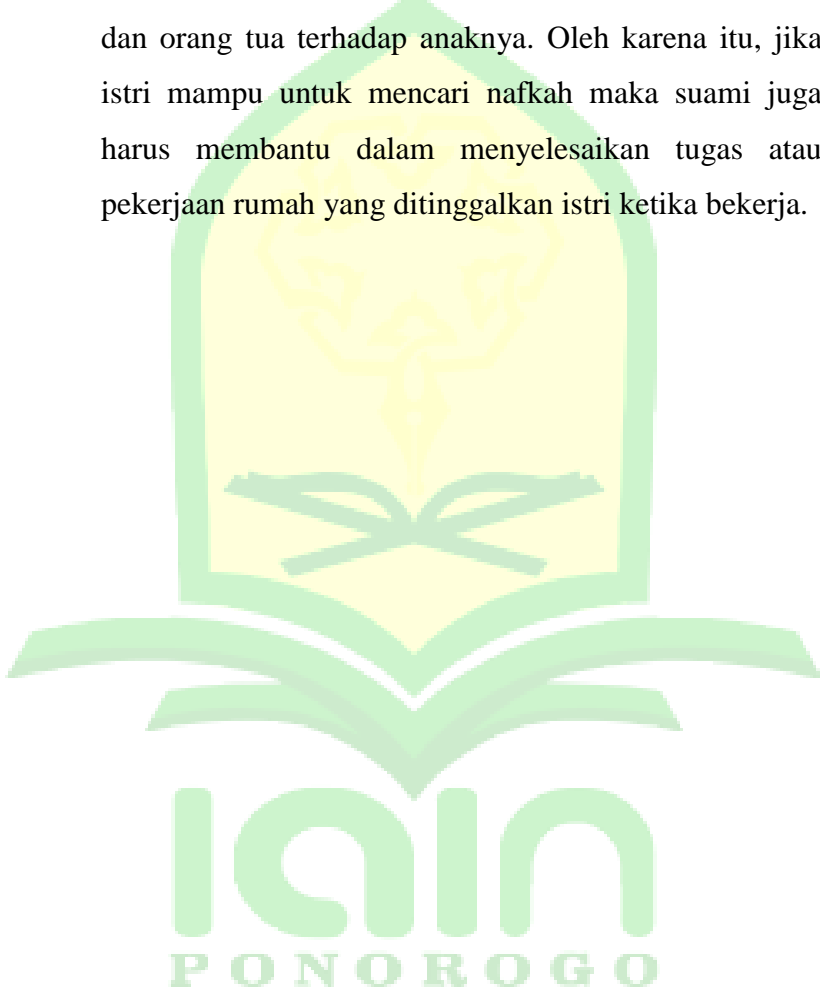 dan orang tua terhadap anaknya. Oleh karena itu, jika
istri mampu untuk mencari nafkah maka suami juga
harus membantu dalam menyelesaikan tugas atau
pekerjaan rumah yang ditinggalkan istri ketika bekerja.
iain
PONOROGO